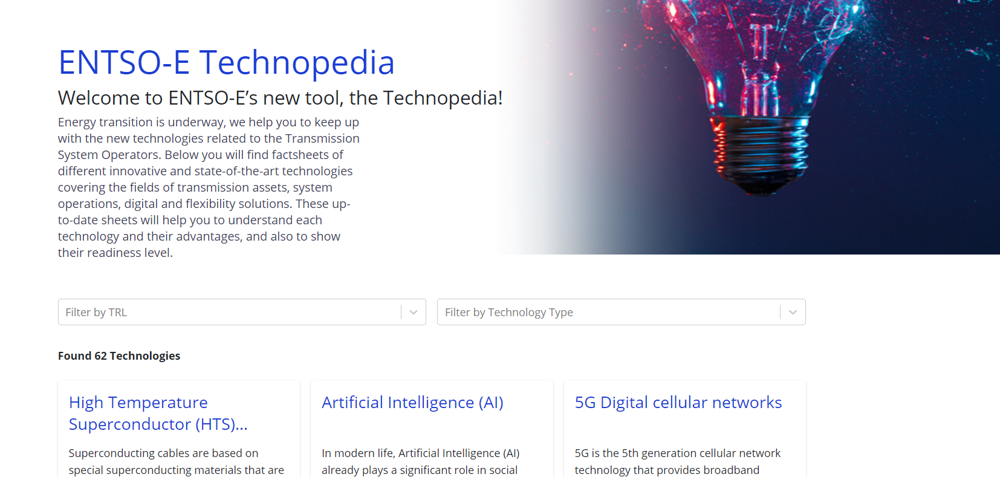 ENTSO-E Technopedia
Welcome to ENTSO-E’s new tool, the Technopedia!
Energy transition is underway, we help you to keep up
with the new technologies related to the Transmission
System Operators. Below you will find factsheets of
different innovative and state-of-the-art technologies
covering the fields of transmission assets, system
operations, digital and flexibility solutions. These up-
to-date sheets will help you to understand each
technology and their advantages, and also to show
their readiness level.
Filter by TRL
Filter by Technology Type
Found 62 Technologies
High Temperature
Superconductor (HTS)...
Superconducting cables are based on
special superconducting materials that are
Artificial Intelligence (AI)
In modern life, Artificial Intelligence (AI)
already plays a significant role in social
5G Digital cellular networks
5G is the 5th generation cellular network
technology that provides broadband